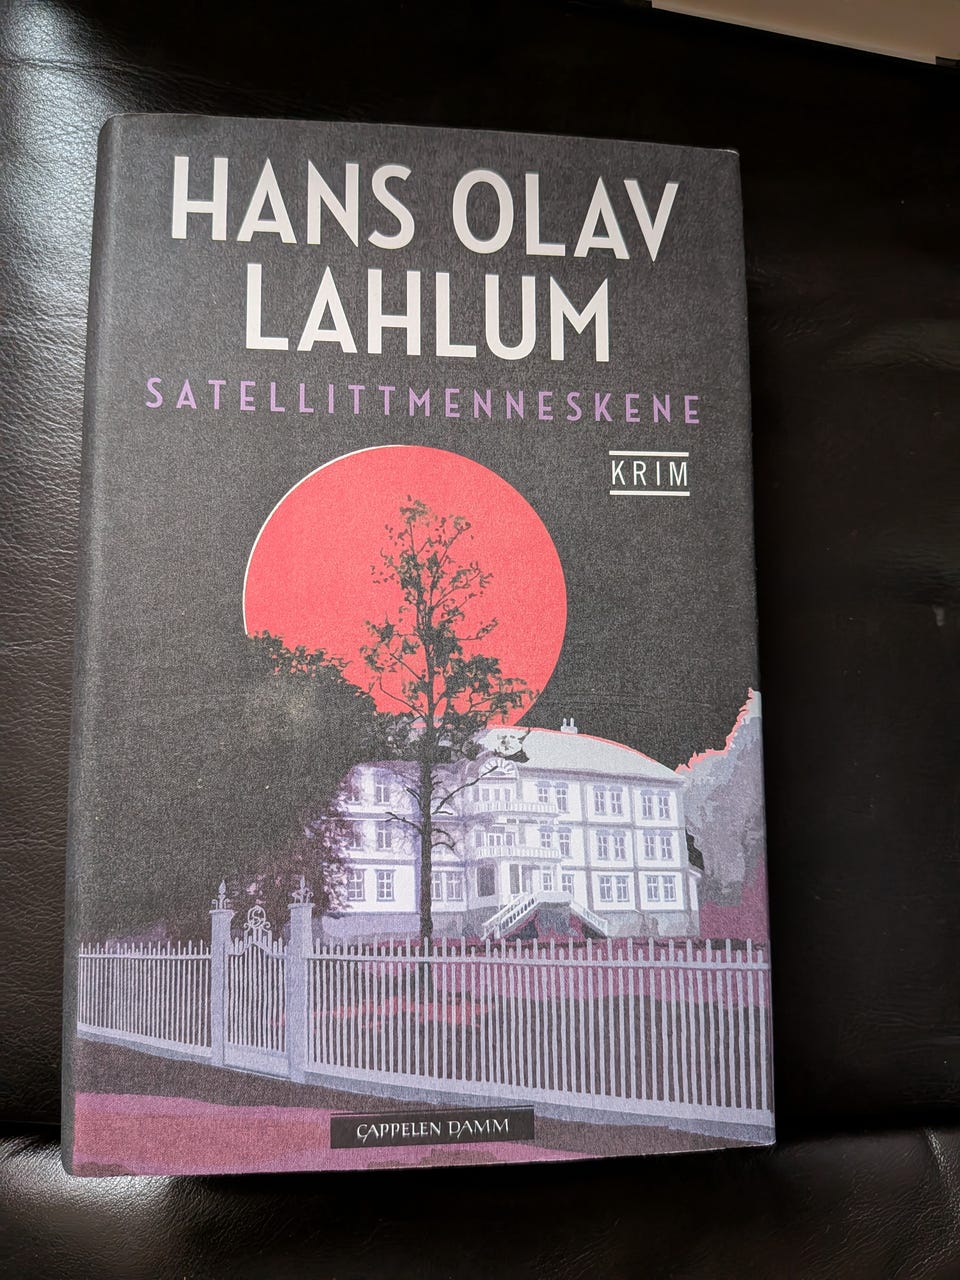 HANS OLAV
LAHLUM
SATELLITTMENNESKENE
KRIM
CAPPELEN DAMM